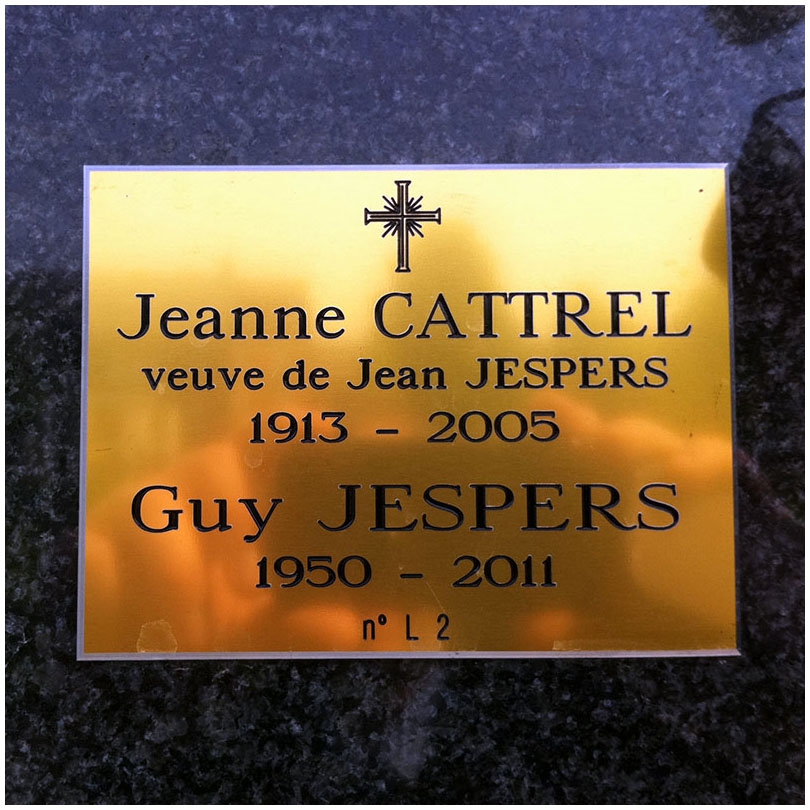 Jeanne CATTREL
veuve de Jean JESPERS
1913 - 2005
Guy JESPERS
1950 - 2011
n° L 2